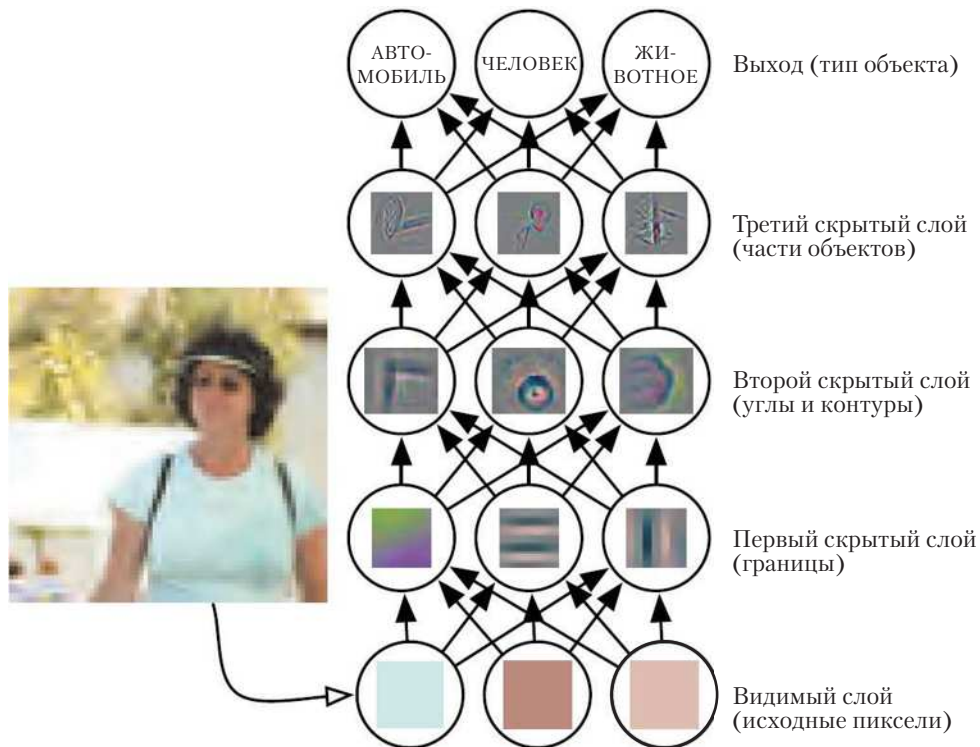 АВТО-
МОБИЛЬ
ЧЕЛОВЕК
ЖИ-
ВОТНОЕ
Выход (тип объекта)
Третий скрытый слой
(части объектов)
Второй скрытый слой
(углы и контуры)
Первый скрытый слой
(границы)
Видимый слой
(исходные пиксели)